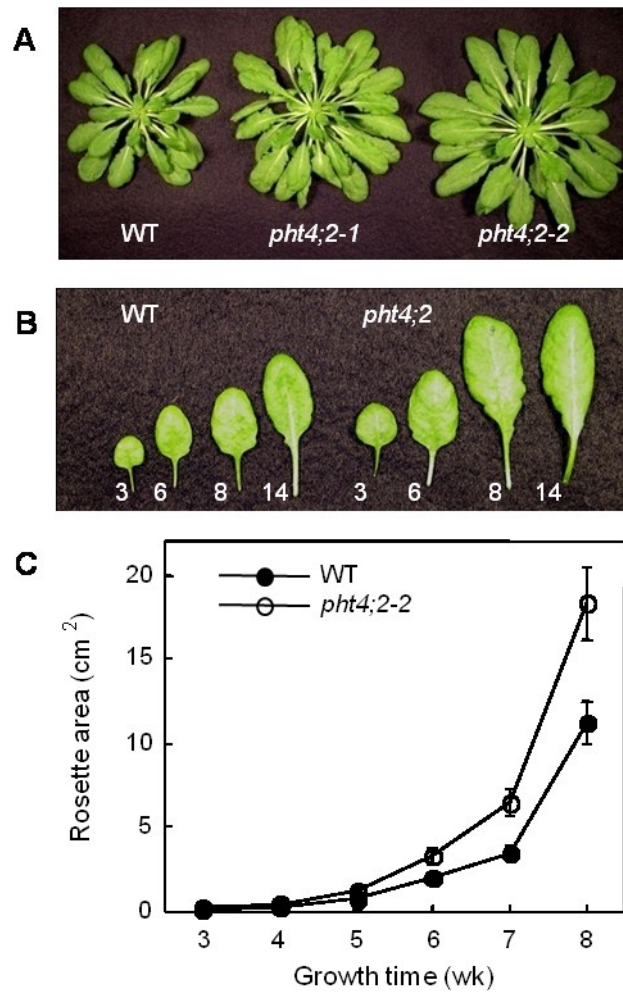 A
WT pht4;2-1 pht4;2-2
B
WT pht4;2
3 6 8 14 3 6 8 14
C
WT
pht4;2-2
Rosette area (cm²)
20
15
10
5
0
3 4 5 6 7 8
Growth time (wk)